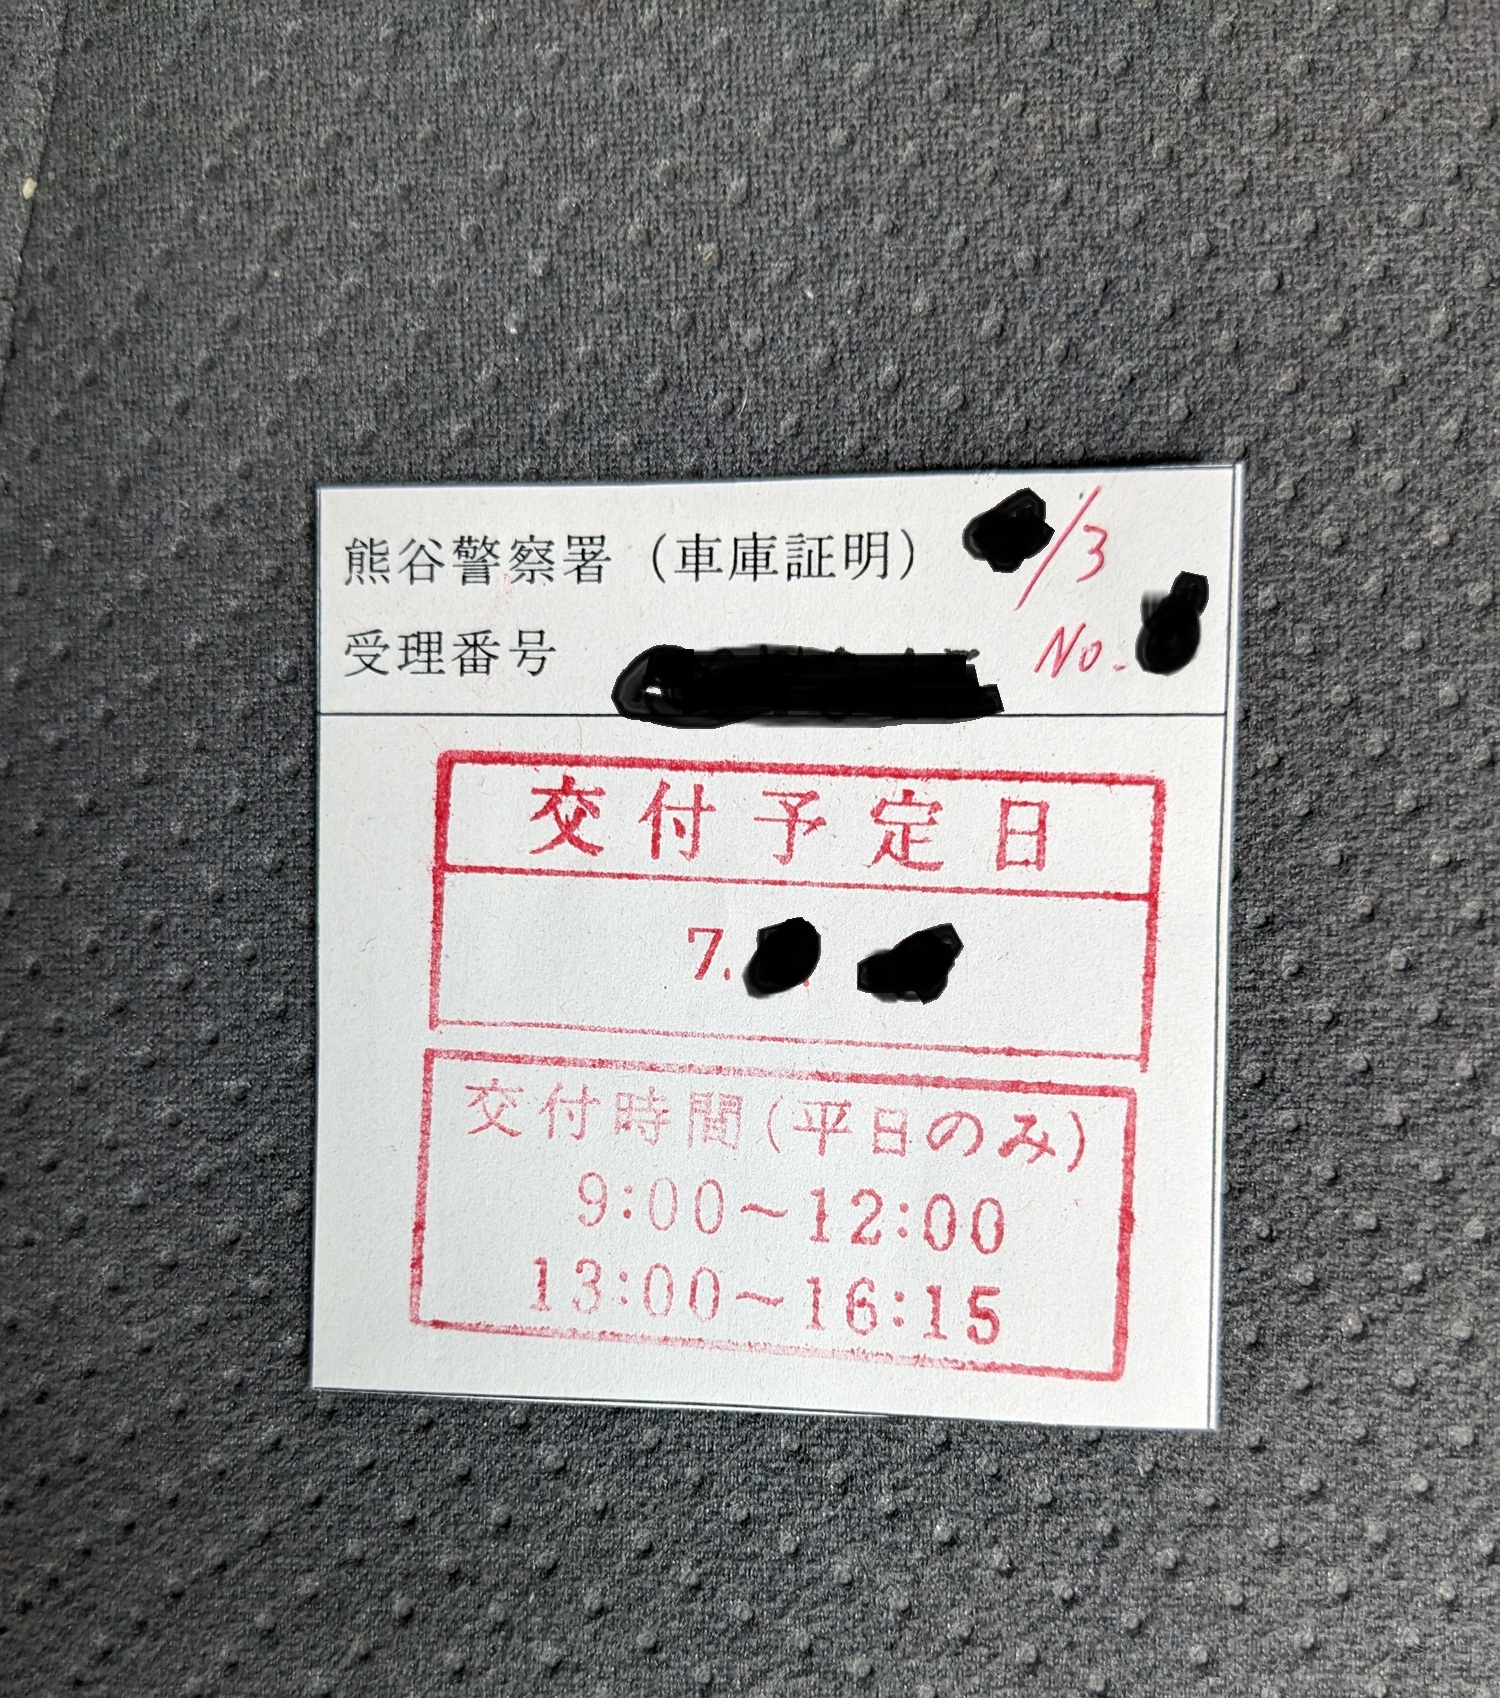 熊谷警察署（車庫証明） /3
受理番号 No.
交付予定日
7.
交付時間(平日のみ)
9:00～12:00
13:00～16:15